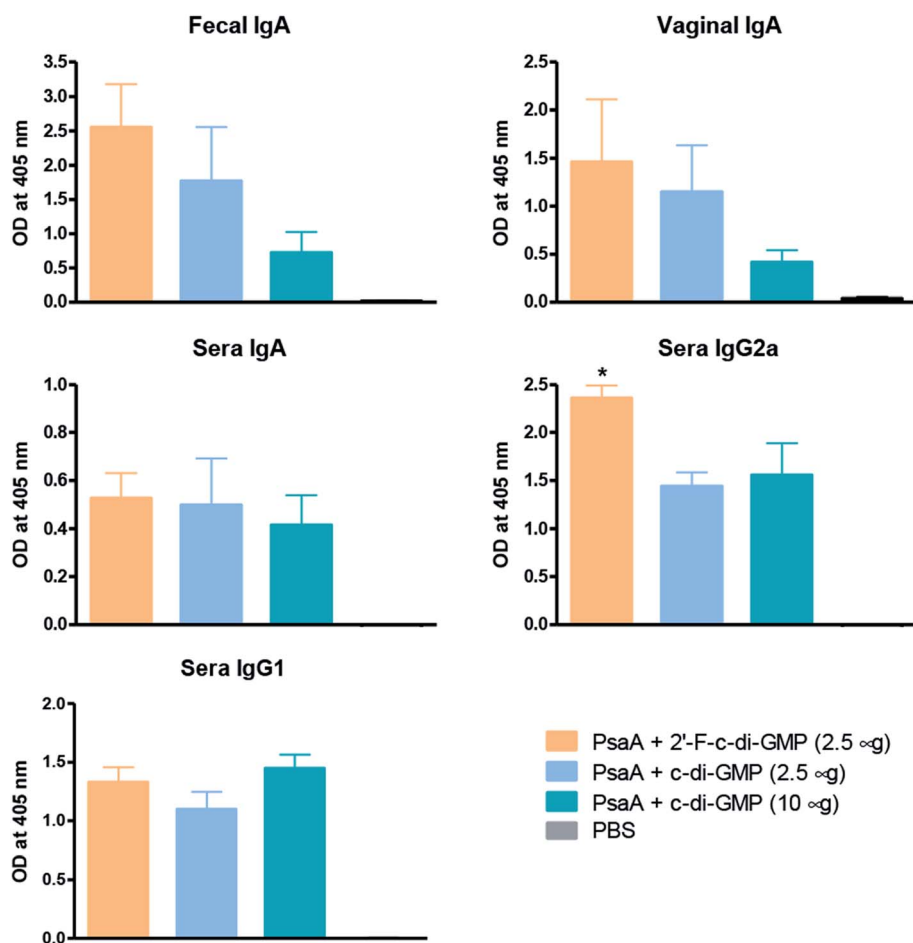 Fecal IgA
OD at 405 nm
3.5
3.0
2.5
2.0
1.5
1.0
0.5
0.0
Vaginal IgA
OD at 405 nm
2.5
2.0
1.5
1.0
0.5
0.0
Sera IgA
OD at 405 nm
1.0
0.8
0.6
0.4
0.2
0.0
Sera IgG2a
OD at 405 nm
2.5
2.0
1.5
1.0
0.5
0.0
*
Sera IgG1
OD at 405 nm
2.0
1.5
1.0
0.5
0.0
PsaA + 2'-F-c-di-GMP (2.5 ∝g)
PsaA + c-di-GMP (2.5 ∝g)
PsaA + c-di-GMP (10 ∝g)
PBS